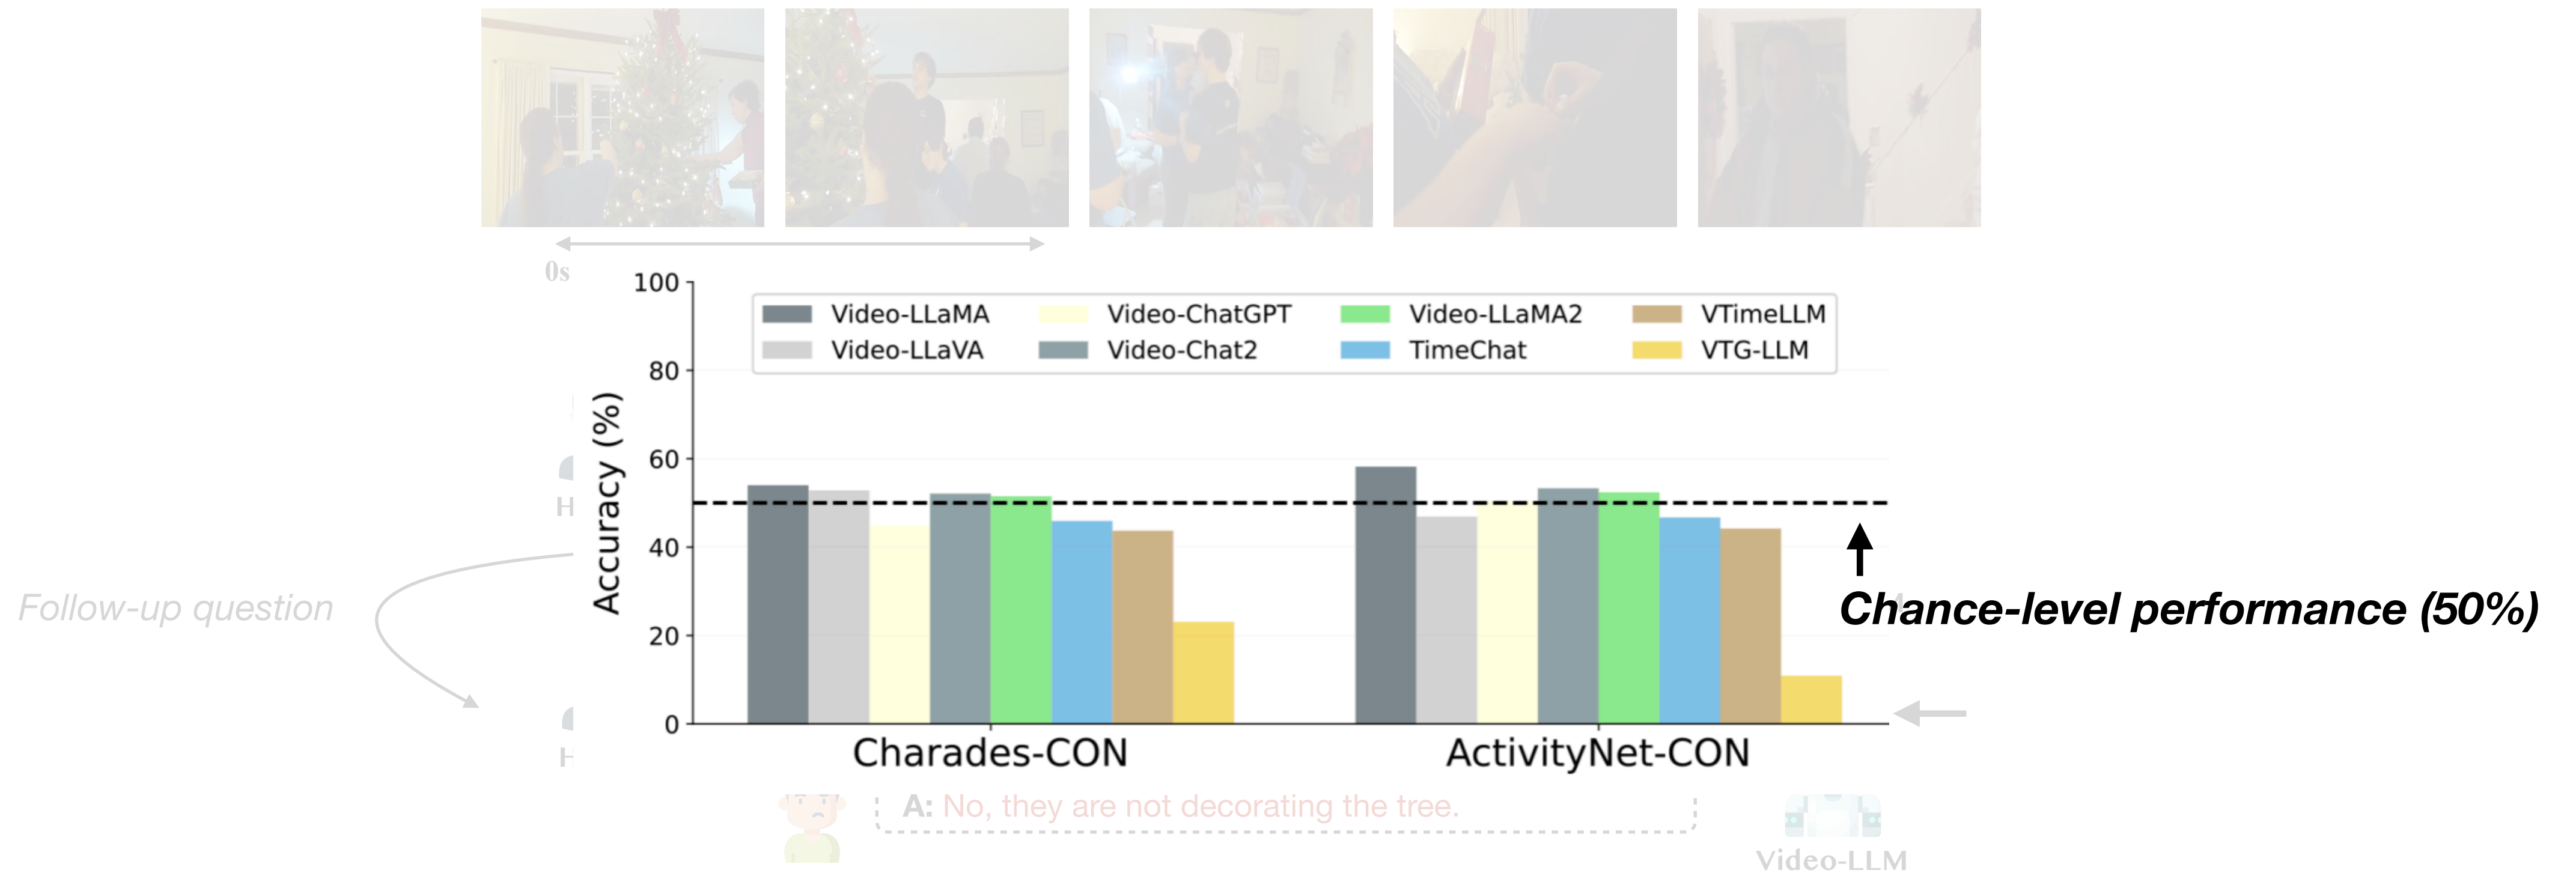 0s
100
80
60
40
20
0
Accuracy (%)
Video-LLaMA
Video-ChatGPT
Video-LLaMA2
VTimeLLM
Video-LLaVA
Video-Chat2
TimeChat
VTG-LLM
Follow-up question
Chance-level performance (50%)
H
H
Charades-CON
ActivityNet-CON
A: No, they are not decorating the tree.
Video-LLM